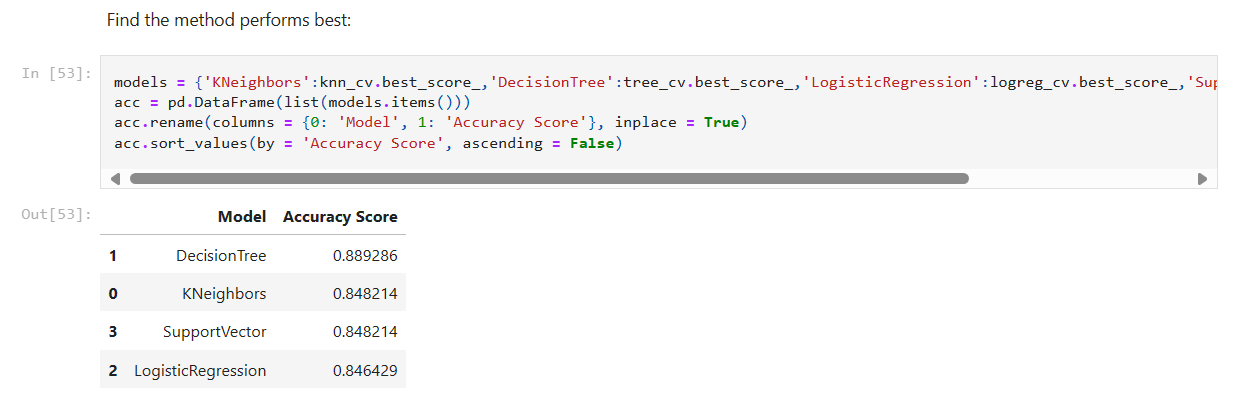 Find the method performs best:
In [53]:
models = {'KNeighbors':knn_cv.best_score_,'DecisionTree':tree_cv.best_score_,'LogisticRegression':logreg_cv.best_score_,'Sup
acc = pd.DataFrame(list(models.items()))
acc.rename(columns = {0: 'Model', 1: 'Accuracy Score'}, inplace = True)
acc.sort_values(by = 'Accuracy Score', ascending = False)
Out[53]:
Model Accuracy Score
1 DecisionTree 0.889286
0 KNeighbors 0.848214
3 SupportVector 0.848214
2 LogisticRegression 0.846429